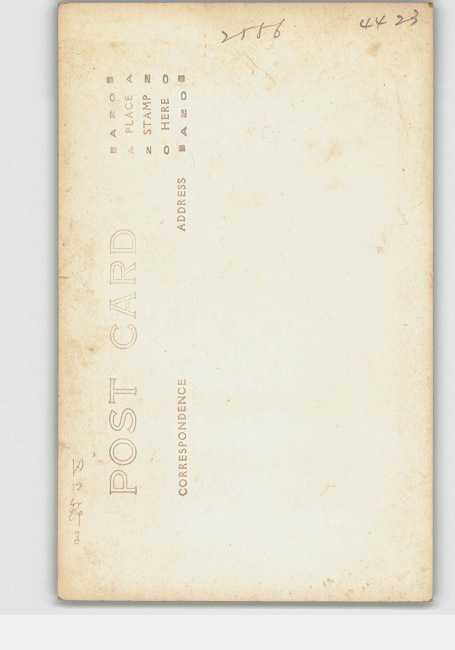 2556
4423
POST CARD
CORRESPONDENCE
ADDRESS
AZO
PLACE
STAMP
HERE
AZO